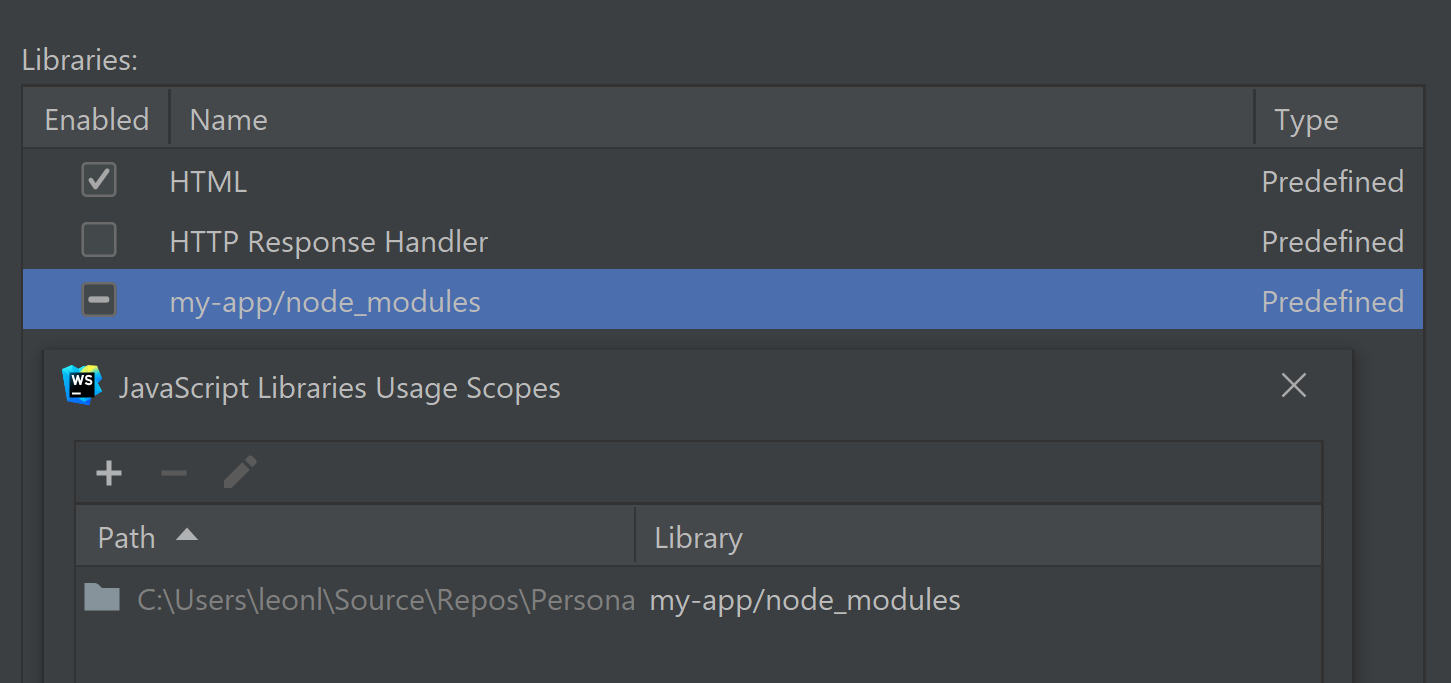 Libraries:
Enabled Name Type
HTML Predefined
HTTP Response Handler Predefined
my-app/node_modules Predefined
WS JavaScript Libraries Usage Scopes
Path Library
C:\Users\leonl\Source\Repos\Persona my-app/node_modules